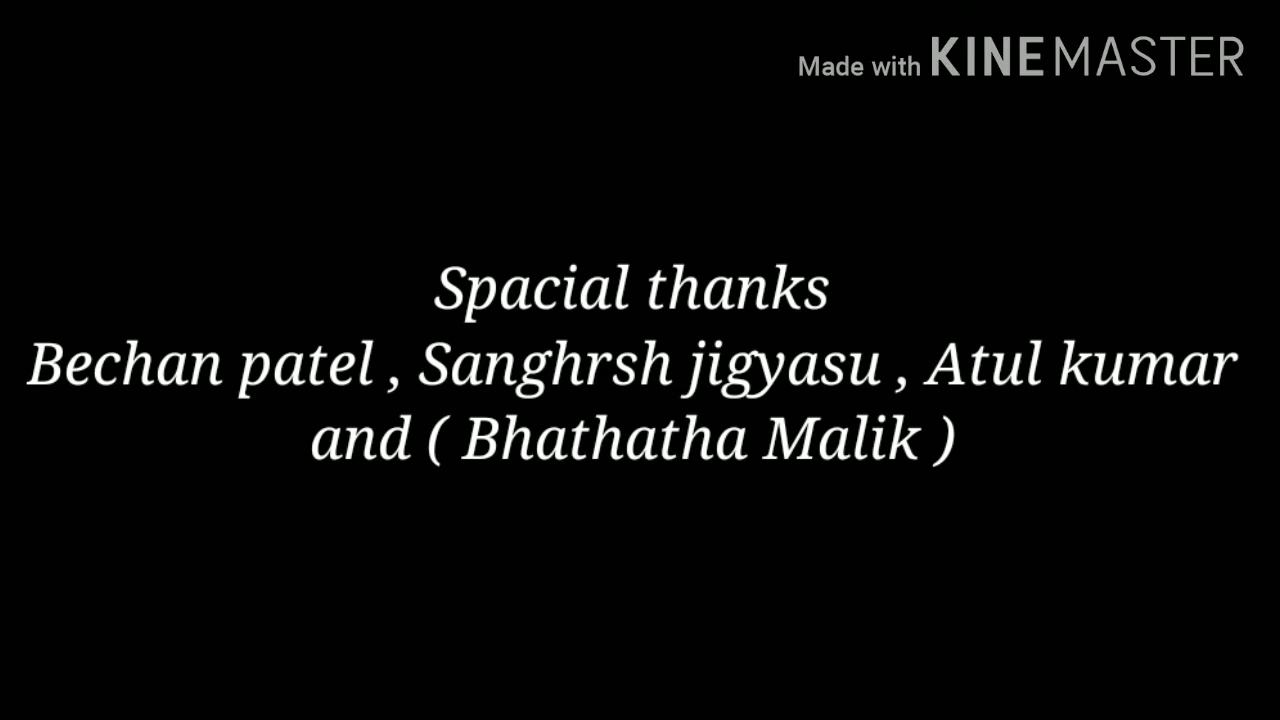 Made with KINEMASTER
Spacial thanks
Bechan patel , Sanghrsh jigyasu , Atul kumar
and ( Bhathatha Malik )